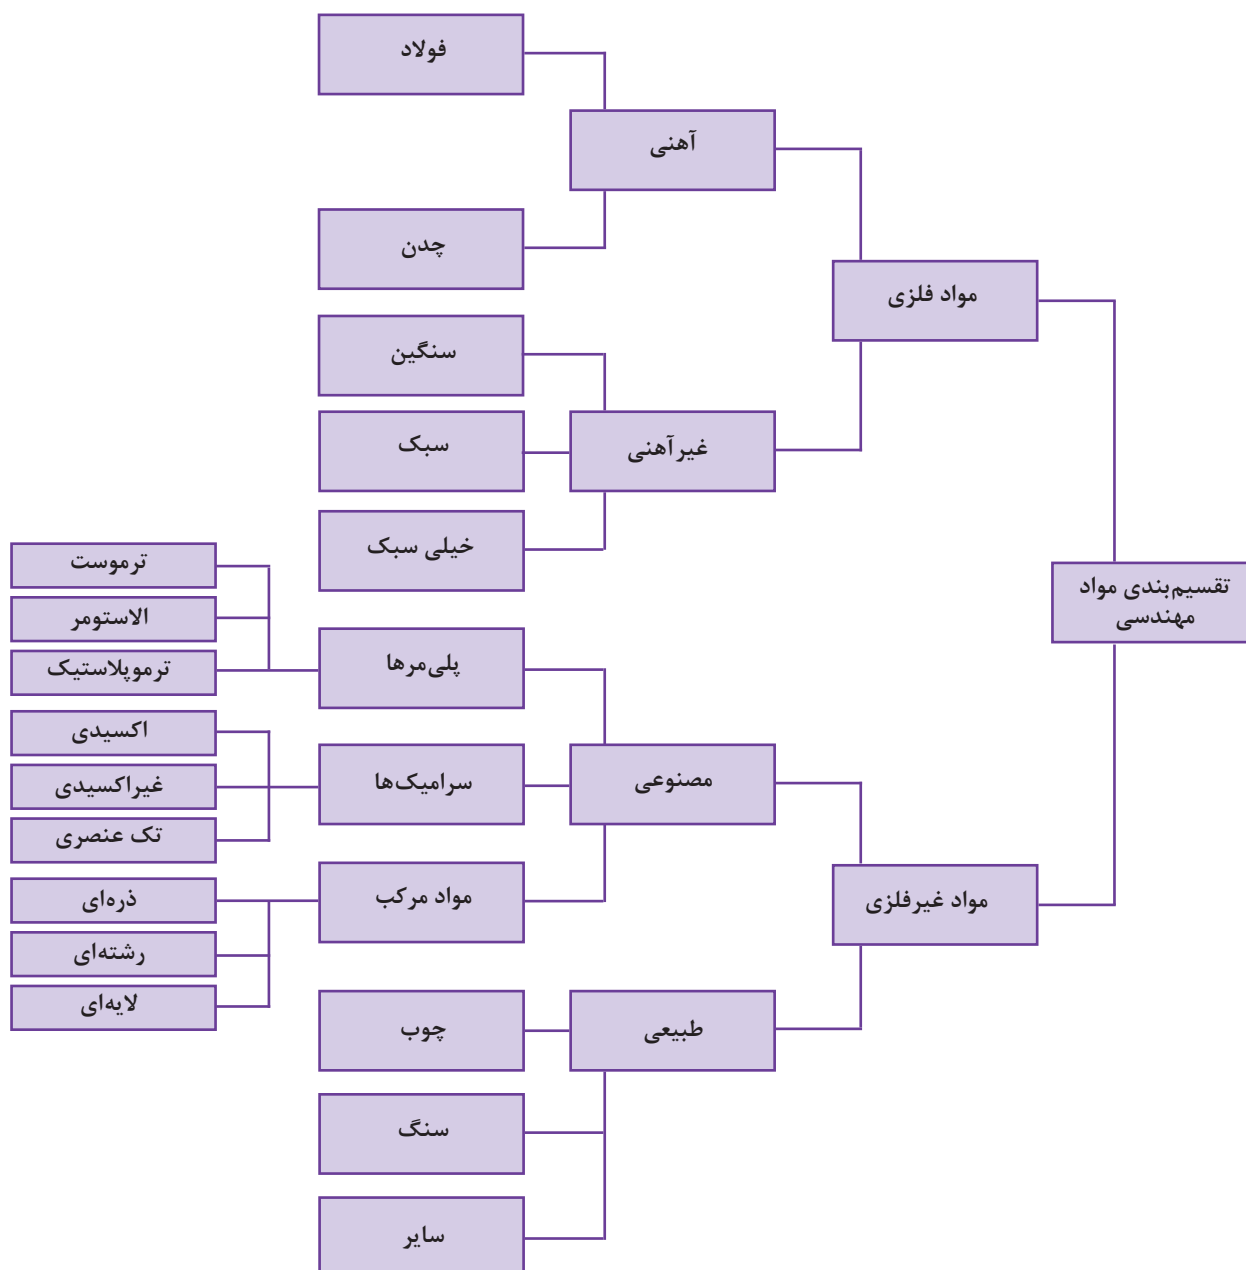 تقسیم‌بندی مواد
مهندسی
مواد فلزی
آهنی
فولاد
چدن
غیرآهنی
سنگین
سبک
خیلی سبک
مواد غیرفلزی
مصنوعی
پلی‌مرها
ترموست
الاستومر
ترموپلاستیک
سرامیک‌ها
اکسیدی
غیراکسیدی
تک عنصری
مواد مرکب
ذره‌ای
رشته‌ای
لایه‌ای
طبیعی
چوب
سنگ
سایر